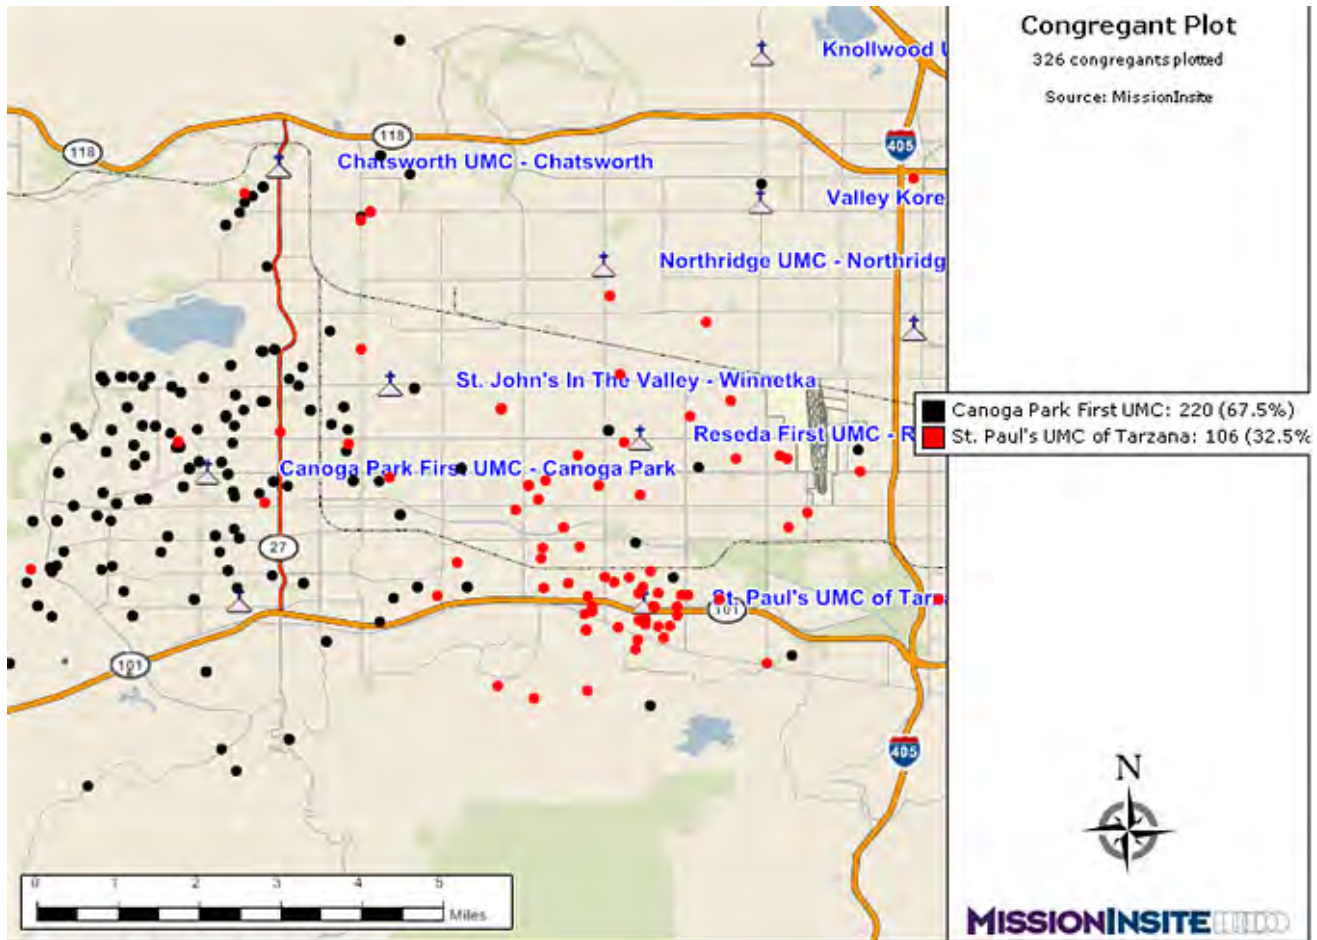 Congregant Plot
326 congregants plotted
Source: MissionInsite
Knollwood U
118
405
118
Chatsworth UMC - Chatsworth
Valley Kore
Northridge UMC - Northridg
St. John's In The Valley - Winnetka
Canoga Park First UMC: 220 (67.5%)
St. Paul's UMC of Tarzana: 106 (32.5%
Reseda First UMC - R
Canoga Park First UMC - Canoga Park
27
St. Paul's UMC of Tarza
101
101
405
N
0 1 2 3 4 5
Miles
MISSIONINSITE